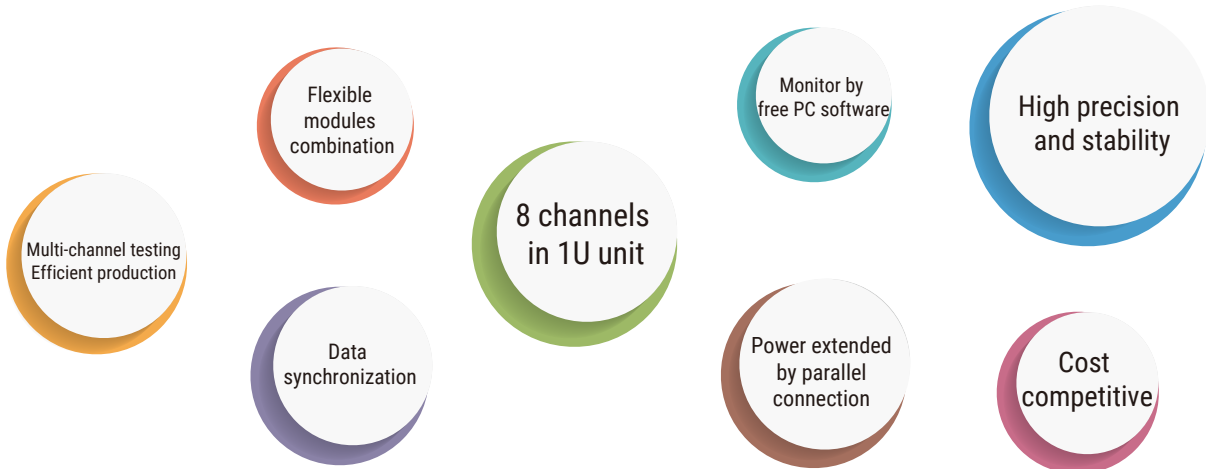 Multi-channel testing
Efficient production
Flexible
modules
combination
Data
synchronization
8 channels
in 1U unit
Monitor by
free PC software
Power extended
by parallel
connection
High precision
and stability
Cost
competitive